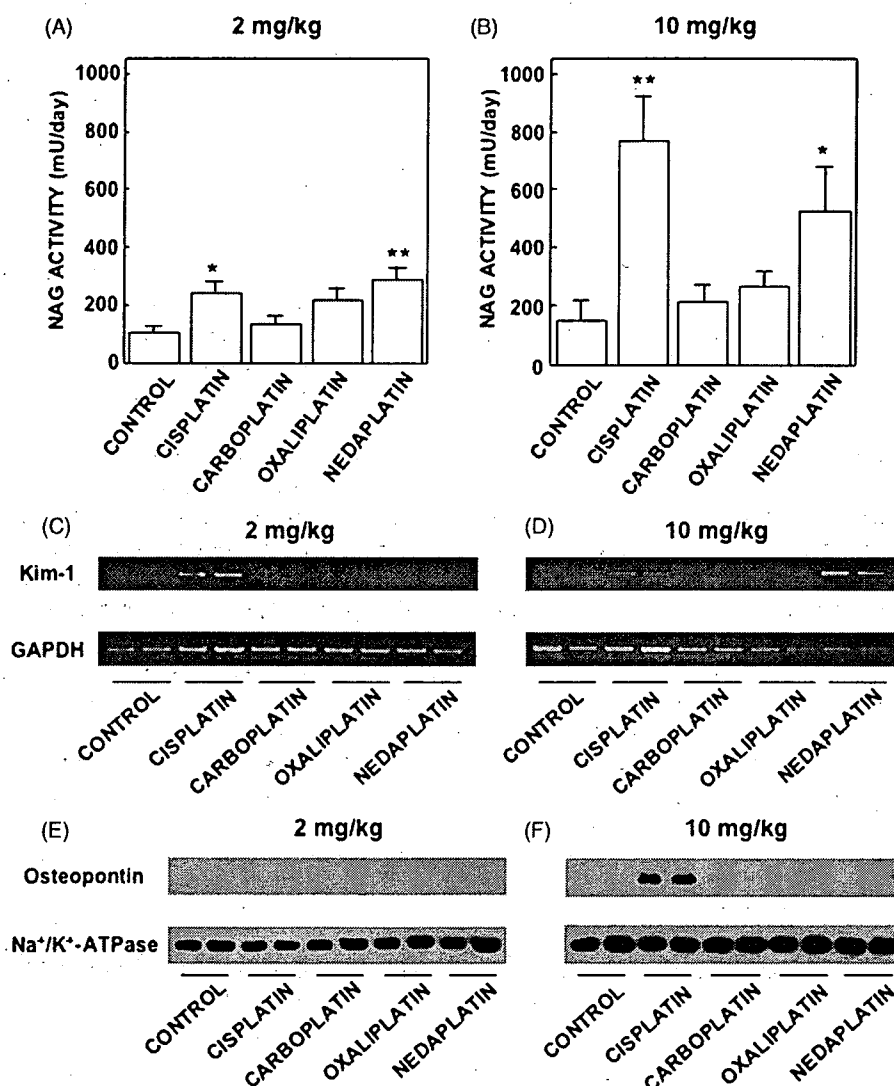 (A)
2 mg/kg
NAG ACTIVITY (mU/day)
1000
800
600
400
200
0
*
**
CONTROL
CISPLATIN
CARBOPLATIN
OXALIPLATIN
NEDAPLATIN
(B)
10 mg/kg
NAG ACTIVITY (mU/day)
1000
800
600
400
200
0
**
*
CONTROL
CISPLATIN
CARBOPLATIN
OXALIPLATIN
NEDAPLATIN
(C)
2 mg/kg
(D)
10 mg/kg
Kim-1
GAPDH
CONTROL
CISPLATIN
CARBOPLATIN
OXALIPLATIN
NEDAPLATIN
CONTROL
CISPLATIN
CARBOPLATIN
OXALIPLATIN
NEDAPLATIN
(E)
2 mg/kg
(F)
10 mg/kg
Osteopontin
Na⁺/K⁺-ATPase
CONTROL
CISPLATIN
CARBOPLATIN
OXALIPLATIN
NEDAPLATIN
CONTROL
CISPLATIN
CARBOPLATIN
OXALIPLATIN
NEDAPLATIN